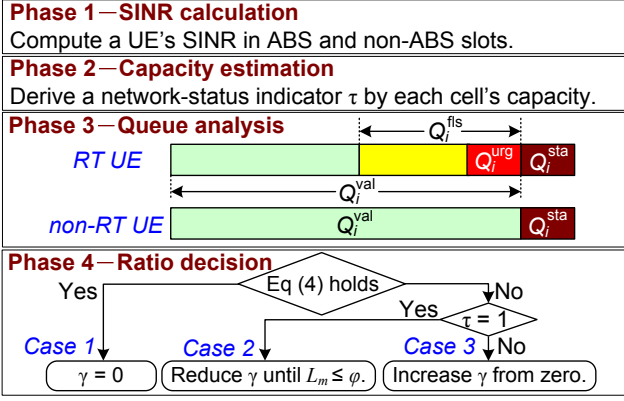 Phase 1—SINR calculation
Compute a UE's SINR in ABS and non-ABS slots.
Phase 2—Capacity estimation
Derive a network-status indicator τ by each cell's capacity.
Phase 3—Queue analysis
Q_i^fls
RT UE
Q_i^urg Q_i^sta
Q_i^val
non-RT UE Q_i^val Q_i^sta
Phase 4—Ratio decision
Yes Eq (4) holds No
Yes τ = 1
Case 1 Case 2 Case 3 No
γ = 0 Reduce γ until L_m ≤ φ. Increase γ from zero.